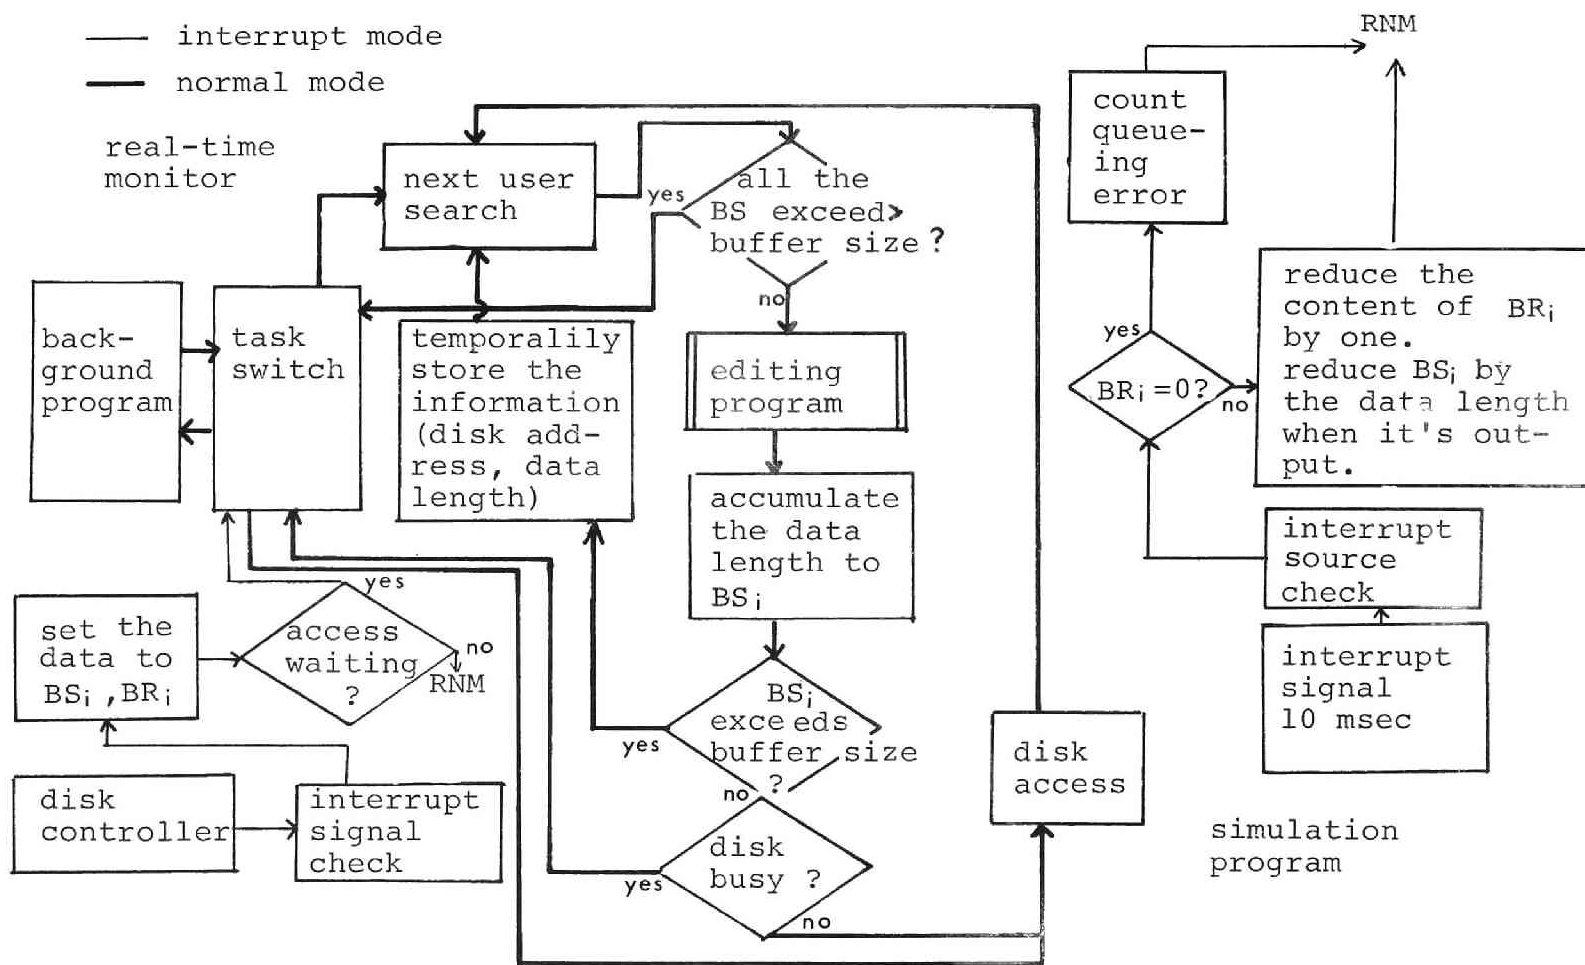 interrupt mode
normal mode
real-time
monitor
next user
search
yes
all the
BS exceed
buffer size ?
no
back-
ground
program
task
switch
temporalily
store the
information
(disk add-
ress, data
length)
editing
program
accumulate
the data
length to
BSi
yes
access
waiting
?
no
RNM
set the
data to
BSi ,BRi
disk
controller
interrupt
signal
check
BSi
exceeds
buffer size
?
yes
no
disk
busy ?
yes
no
disk
access
RNM
count
queue-
ing
error
yes
BRi =0?
no
reduce the
content of BRi
by one.
reduce BSi by
the data length
when it's out-
put.
interrupt
source
check
interrupt
signal
10 msec
simulation
program